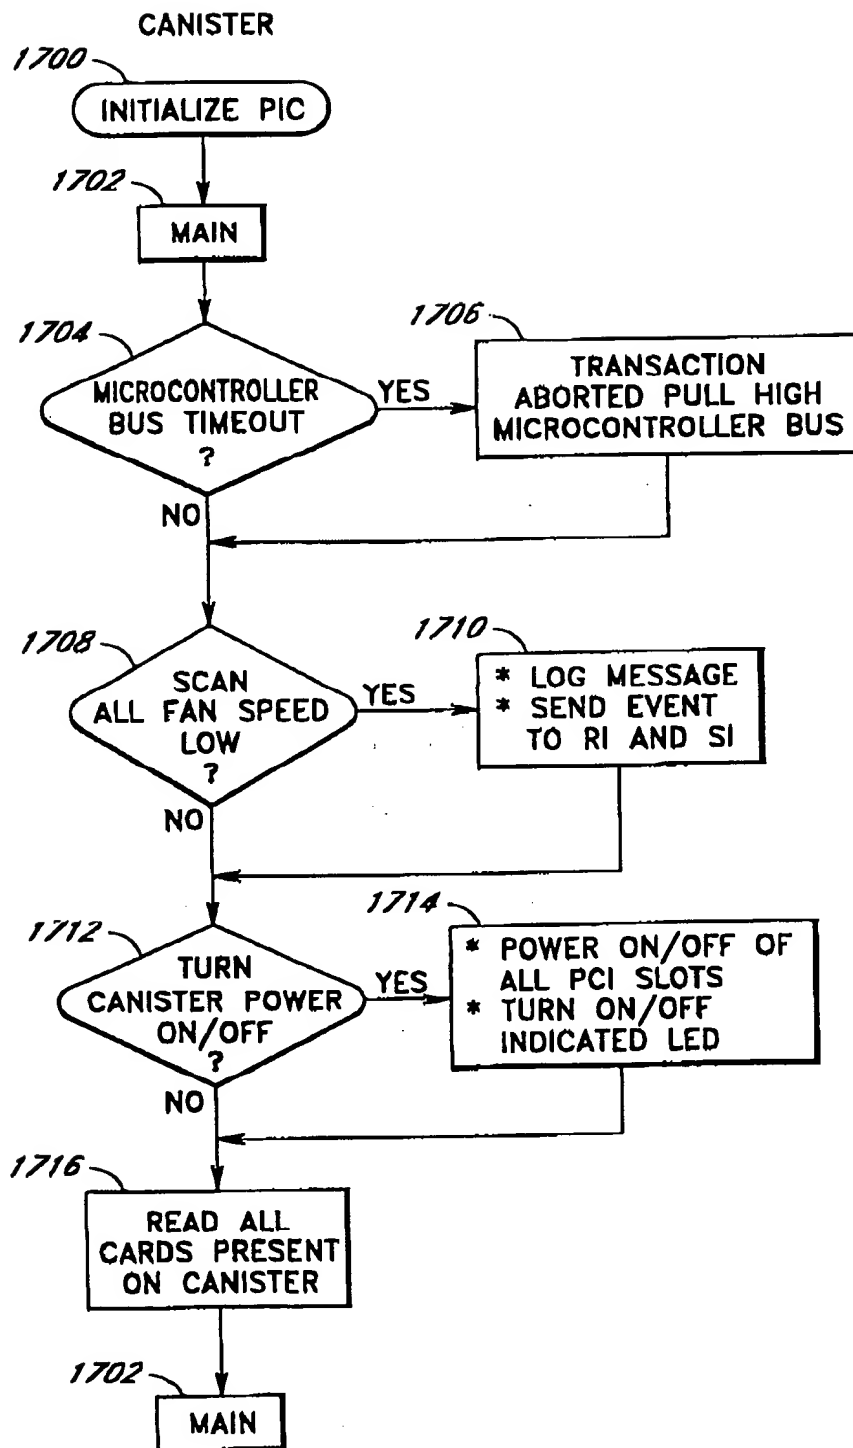 CANISTER
1700
INITIALIZE PIC
1702
MAIN
1704
MICROCONTROLLER
BUS TIMEOUT
?
YES
NO
1706
TRANSACTION
ABORTED PULL HIGH
MICROCONTROLLER BUS
1708
SCAN
ALL FAN SPEED
LOW
?
YES
NO
1710
* LOG MESSAGE
* SEND EVENT
TO RI AND SI
1712
TURN
CANISTER POWER
ON/OFF
?
YES
NO
1714
* POWER ON/OFF OF
ALL PCI SLOTS
* TURN ON/OFF
INDICATED LED
1716
READ ALL
CARDS PRESENT
ON CANISTER
1702
MAIN